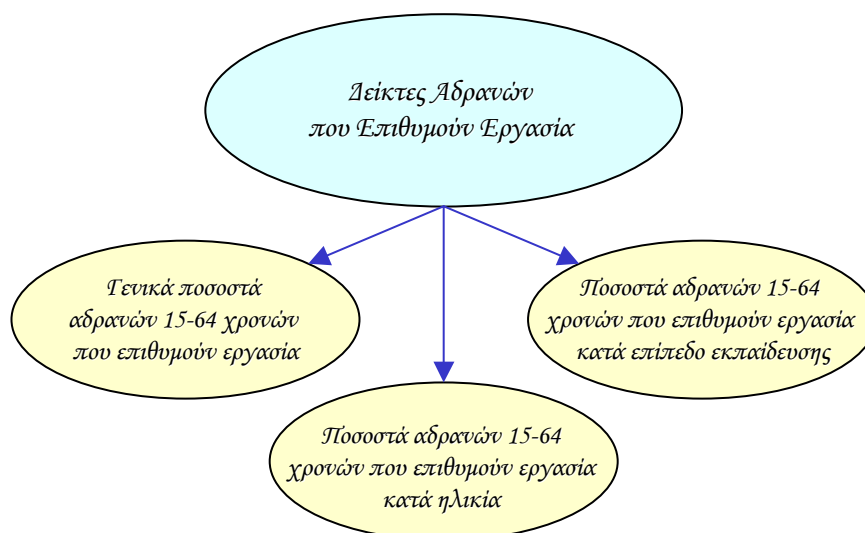 Δείκτες Αδρανών
που Επιθυμούν Εργασία
Γενικά ποσοστά
αδρανών 15-64 χρονών
που επιθυμούν εργασία
Ποσοστά αδρανών 15-64
χρονών που επιθυμούν εργασία
κατά επίπεδο εκπαίδευσης
Ποσοστά αδρανών 15-64
χρονών που επιθυμούν εργασία
κατά ηλικία